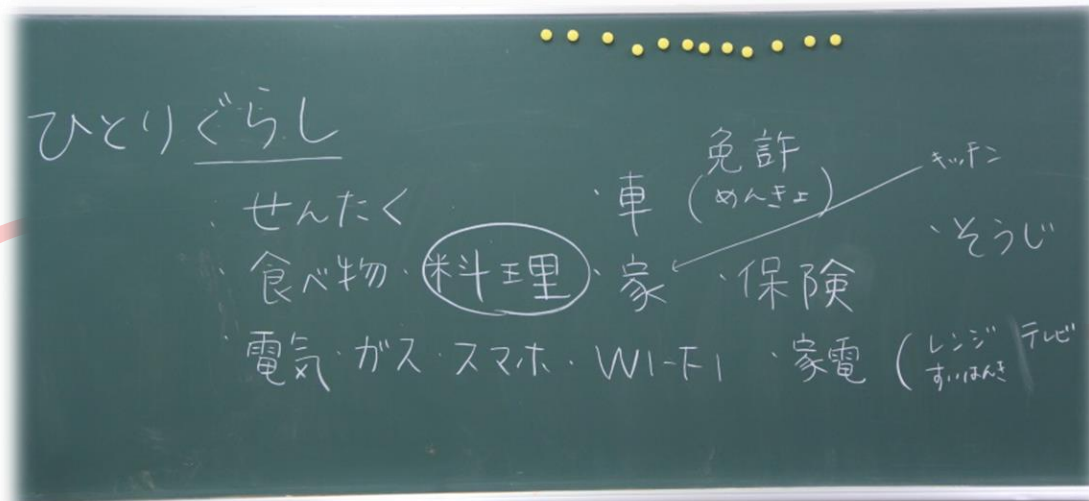 ひとりぐらし
免許
キッチン
・せんたく ・車 (めんきょ)
・そうじ
・食べ物・料理・家 ・保険
・電気・ガス・スマホ・WI-FI ・家電 (レンジ テレビ
すいはんき